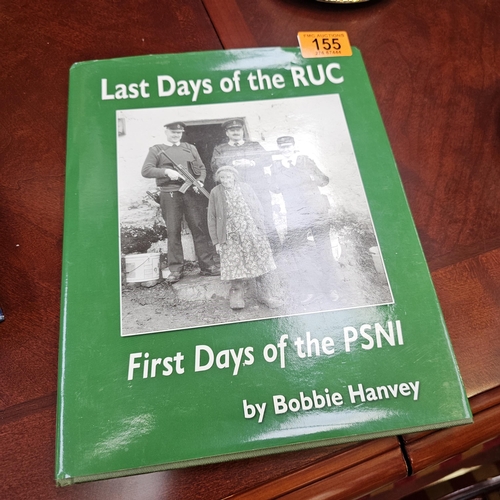 155
Last Days of the RUC
First Days of the PSNI
by Bobbie Hanvey